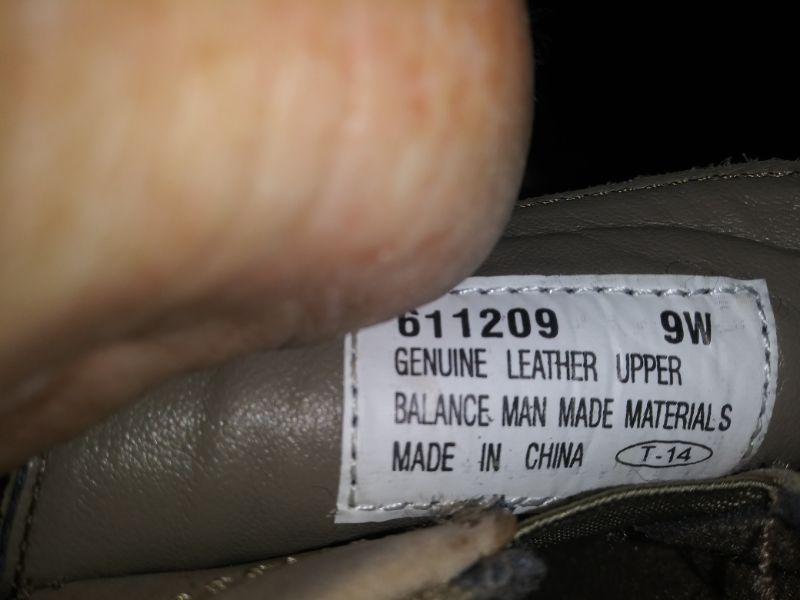 611209 9W
GENUINE LEATHER UPPER
BALANCE MAN MADE MATERIALS
MADE IN CHINA T-14